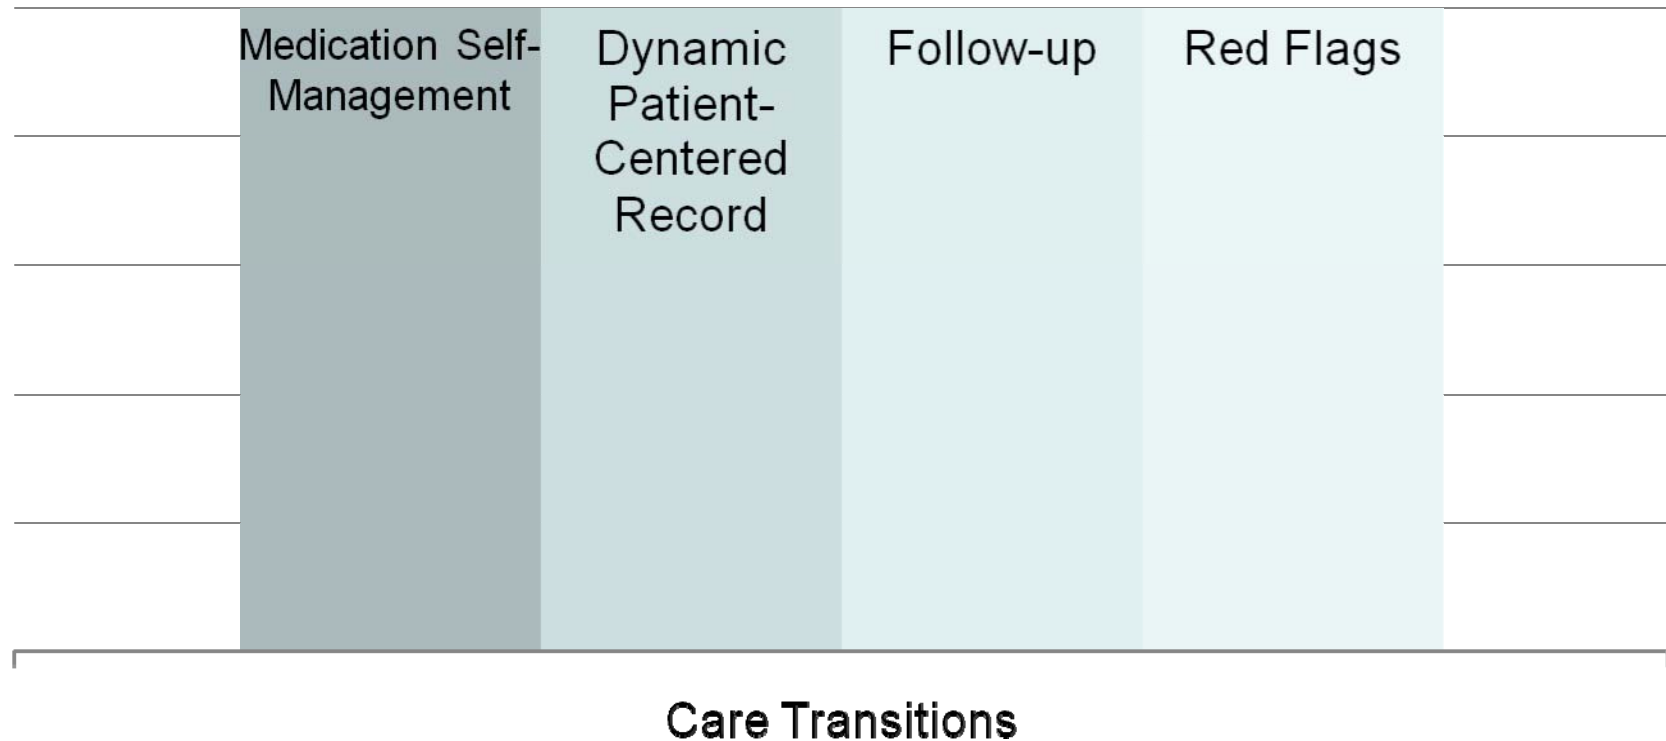 Medication Self-
Management
Dynamic
Patient-
Centered
Record
Follow-up
Red Flags
Care Transitions